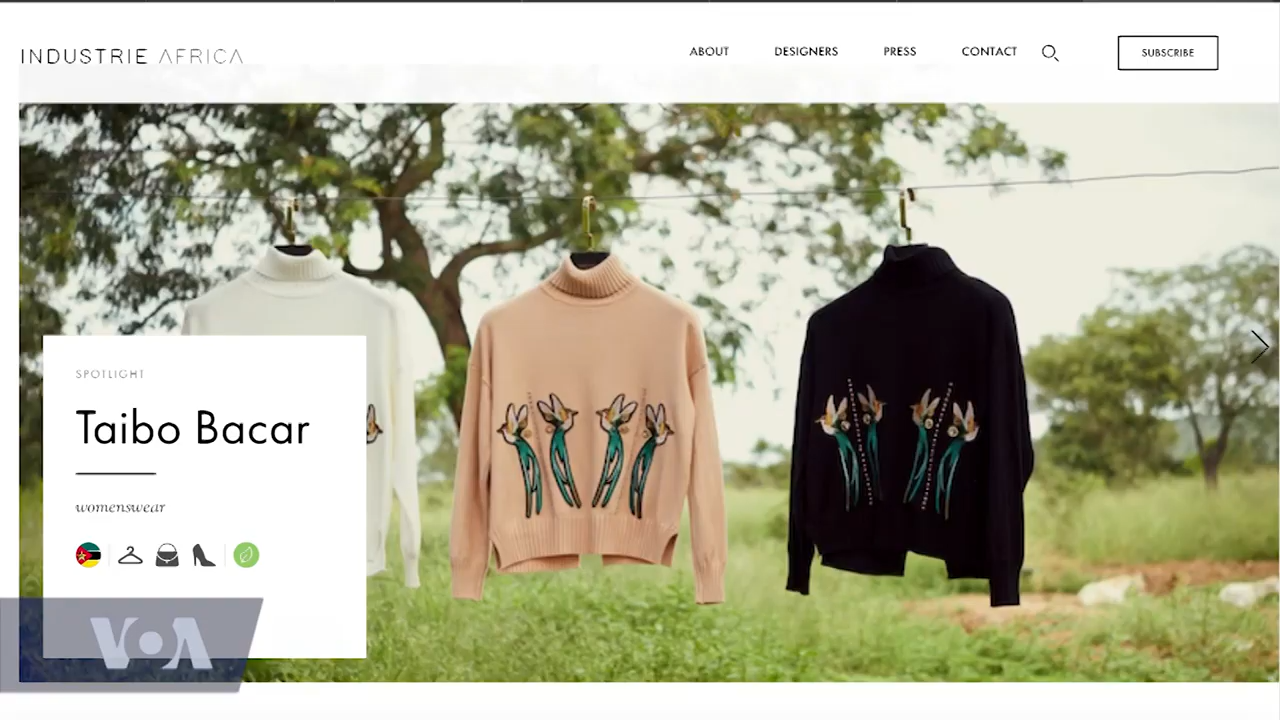 INDUSTRIE AFRICA
ABOUT DESIGNERS PRESS CONTACT SUBSCRIBE
SPOTLIGHT
Taibo Bacar
womenswear
VOA